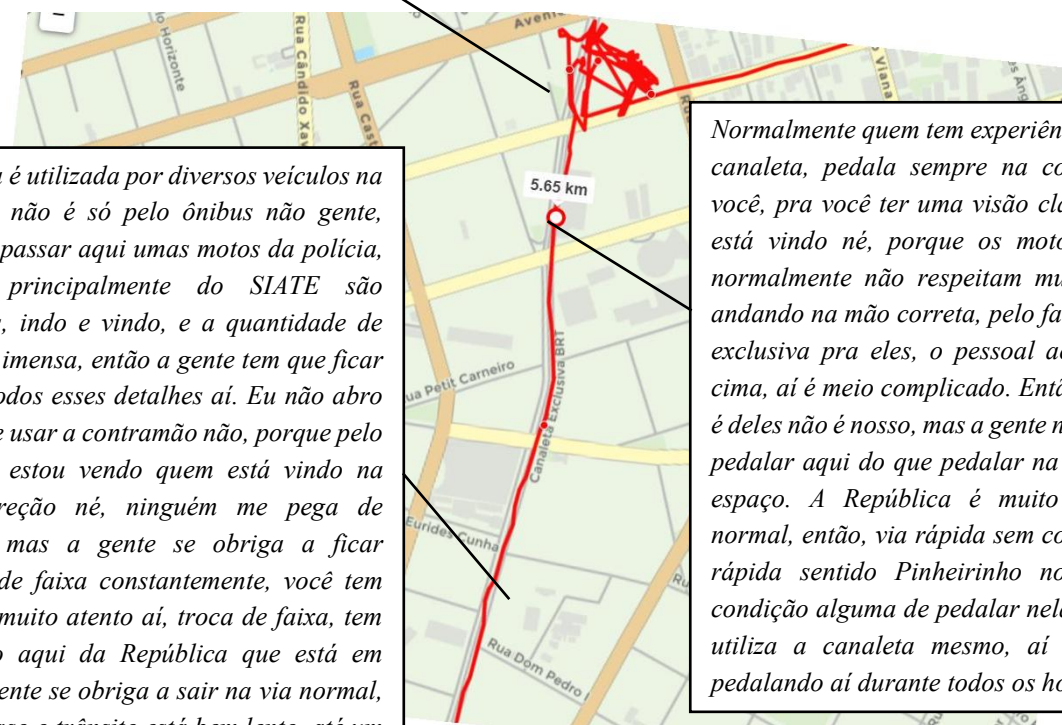 Horizonte
Rua Cândido Xav
Rua Cast
Aven
Viana
5.65 km
ua Petit Carneiro
Canaleta Exclusiva BRT
Eurides Cunha
Rua Dom Pedro I
é utilizada por diversos veículos na
não é só pelo ônibus não gente,
passar aqui umas motos da polícia,
principalmente do SIATE são
, indo e vindo, e a quantidade de
imensa, então a gente tem que ficar
odos esses detalhes aí. Eu não abro
e usar a contramão não, porque pelo
estou vendo quem está vindo na
reção né, ninguém me pega de
mas a gente se obriga a ficar
de faixa constantemente, você tem
muito atento aí, troca de faixa, tem
o aqui da República que está em
ente se obriga a sair na via normal,
o trânsito está bem lento, até um
Normalmente quem tem experiên
canaleta, pedala sempre na co
você, pra você ter uma visão cla
está vindo né, porque os moto
normalmente não respeitam mu
andando na mão correta, pelo fa
exclusiva pra eles, o pessoal ac
cima, aí é meio complicado. Entã
é deles não é nosso, mas a gente n
pedalar aqui do que pedalar na
espaço. A República é muito
normal, então, via rápida sem co
rápida sentido Pinheirinho no
condição alguma de pedalar nela
utiliza a canaleta mesmo, aí
pedalando aí durante todos os ho